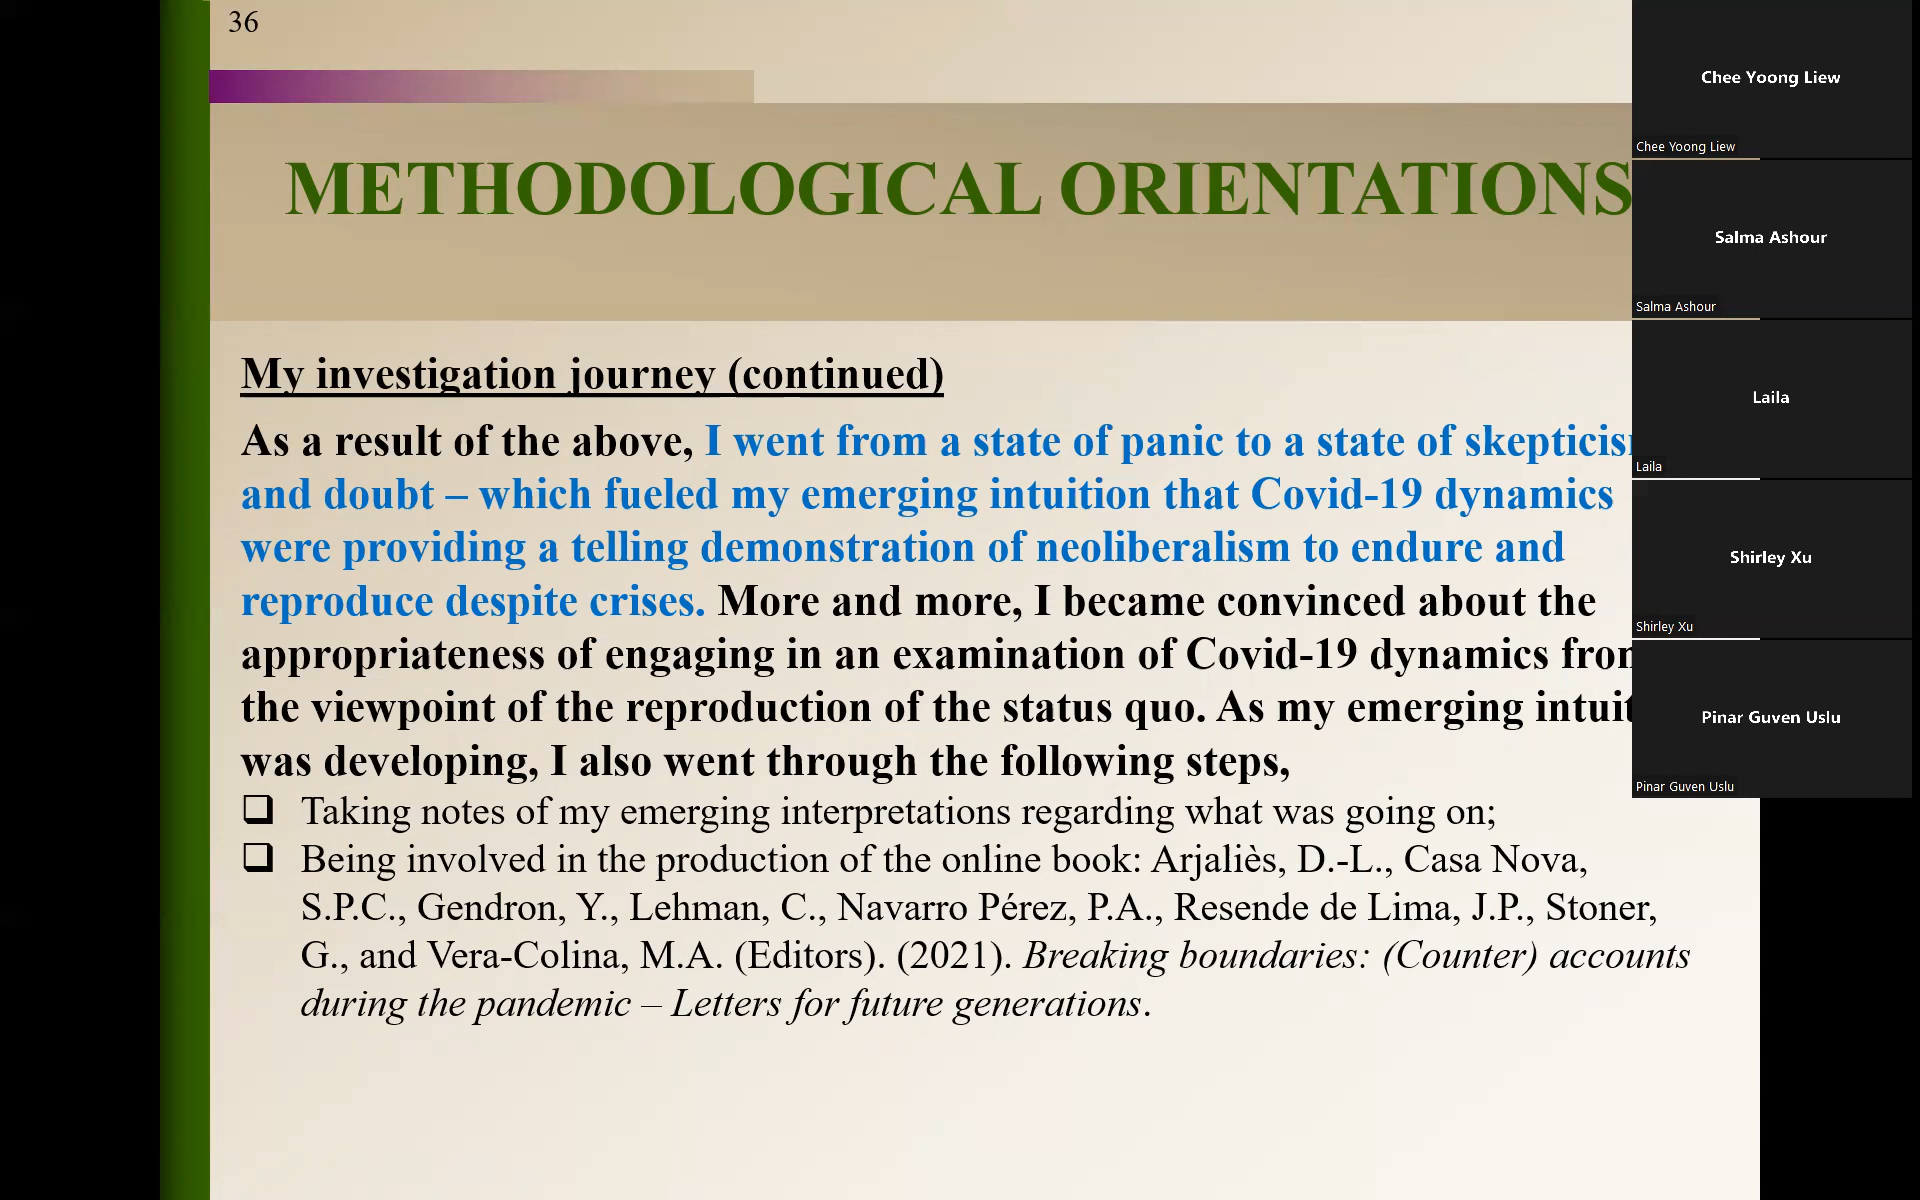 36
METHODOLOGICAL ORIENTATIONS
My investigation journey (continued)
As a result of the above, I went from a state of panic to a state of
and doubt – which fueled my emerging intuition that Covid-19 dynamics
were providing a telling demonstration of neoliberalism to endure and
reproduce despite crises. More and more, I became convinced about the
appropriateness of engaging in an examination of Covid-19 dynamics
the viewpoint of the reproduction of the status quo. As my emerging
was developing, I also went through the following steps,
Taking notes of my emerging interpretations regarding what was going on;
Being involved in the production of the online book: Arjaliès, D.-L., Casa Nova,
S.P.C., Gendron, Y., Lehman, C., Navarro Pérez, P.A., Resende de Lima, J.P., Stoner,
G., and Vera-Colina, M.A. (Editors). (2021). Breaking boundaries: (Counter) accounts
during the pandemic – Letters for future generations.
Chee Yoong Liew
Chee Yoong Liew
Salma Ashour
Salma Ashour
Laila
Laila
Shirley Xu
Shirley Xu
Pinar Guven Uslu
Pinar Guven Uslu